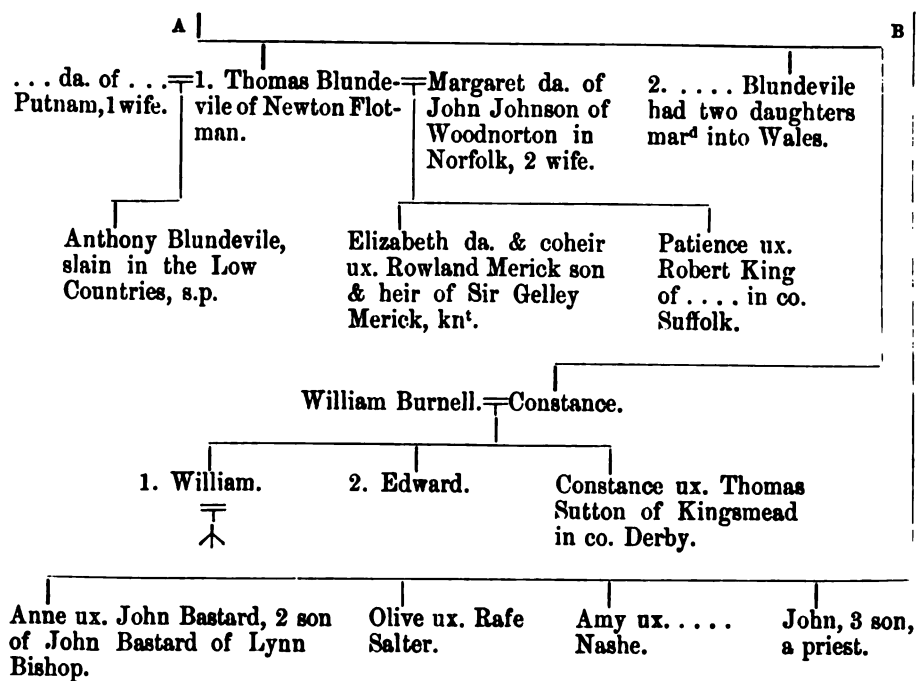 A
B
. . . da. of . . .
Putnam, 1 wife.
1. Thomas Blunde-
vile of Newton Flot-
man.
Margaret da. of
John Johnson of
Woodnorton in
Norfolk, 2 wife.
2. . . . . . Blundevile
had two daughters
marᵈ into Wales.
Anthony Blundevile,
slain in the Low
Countries, s.p.
Elizabeth da. & coheir
ux. Rowland Merick son
& heir of Sir Gelley
Merick, knᵗ.
Patience ux.
Robert King
of . . . . in co.
Suffolk.
William Burnell.
Constance.
1. William.
2. Edward.
Constance ux. Thomas
Sutton of Kingsmead
in co. Derby.
Anne ux. John Bastard, 2 son
of John Bastard of Lynn
Bishop.
Olive ux. Rafe
Salter.
Amy ux. . . . . .
Nashe.
John, 3 son,
a priest.